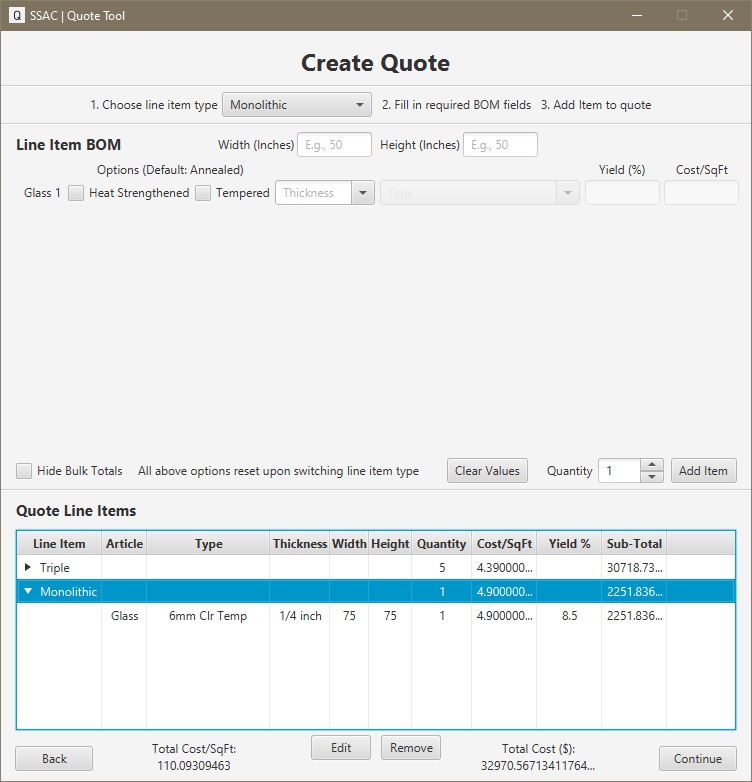 Q SSAC | Quote Tool
Create Quote
1. Choose line item type Monolithic 2. Fill in required BOM fields 3. Add Item to quote
Line Item BOM Width (Inches) E.g., 50 Height (Inches) E.g., 50
Options (Default: Annealed) Yield (%) Cost/SqFt
Glass 1 Heat Strengthened Tempered Thickness Type
Hide Bulk Totals All above options reset upon switching line item type Clear Values Quantity 1 Add Item
Quote Line Items
Line Item Article Type Thickness Width Height Quantity Cost/SqFt Yield % Sub-Total
Triple 5 4.390000... 30718.73...
Monolithic 1 4.900000... 2251.836...
Glass 6mm Clr Temp 1/4 inch 75 75 1 4.900000... 8.5 2251.836...
Back Total Cost/SqFt: Edit Remove Total Cost ($): Continue
110.09309463 32970.56713411764...